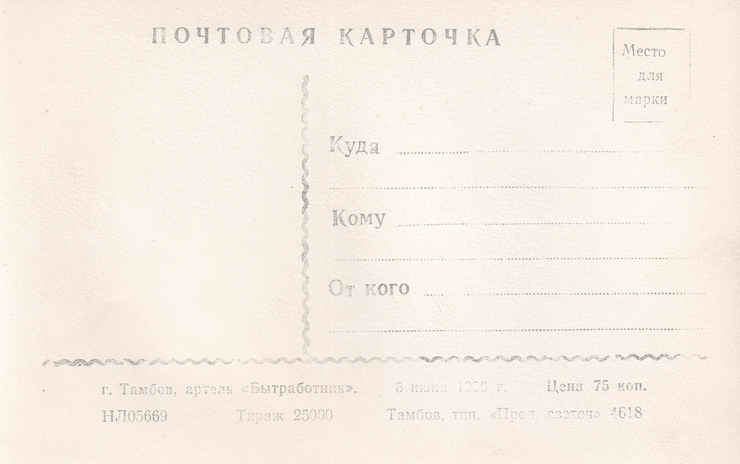 ПОЧТОВАЯ КАРТОЧКА
Место
для
марки
Куда
Кому
От кого
г. Тамбов, артель «Бытработник». г. Цена 75 коп.
НЛ05669 Тираж 25000 Тамбов, тип. 4618